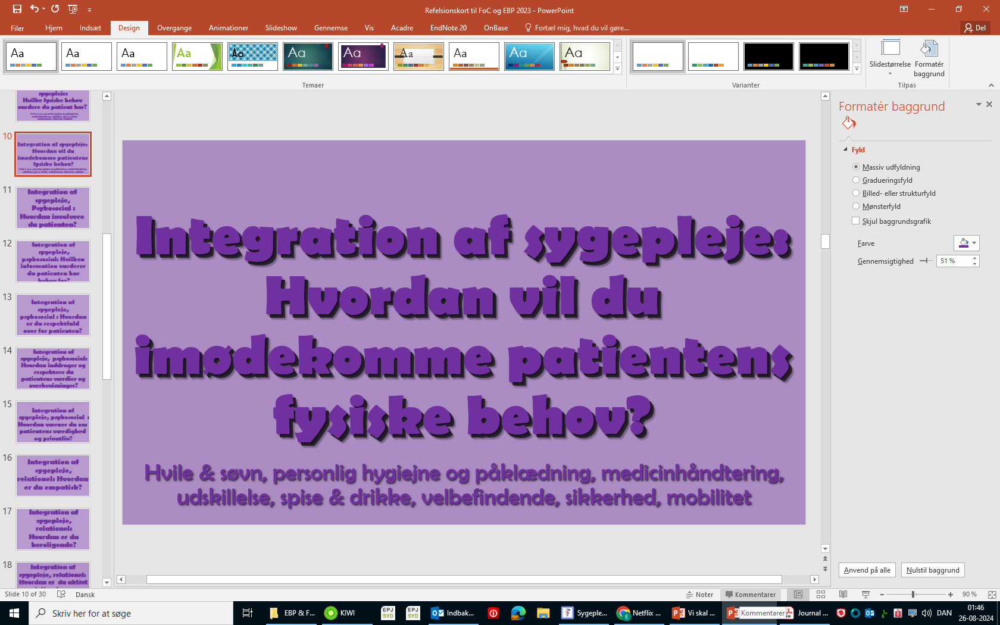 Refelsionskort til FoC og EBP 2023 - PowerPoint
Filer Hjem Indsæt Design Overgange Animationer Slideshow Gennemse Vis Acadre EndNote 20 OnBase Fortæl mig, hvad du vil gøre... Del
Aa Aa Aa Aa Aa Aa Aa Aa Aa Aa Aa
Slidestørrelse Formatér baggrund
Temaer Varianter Tilpas
sygepleje:
Hvilke fysiske behov
vurdere du patient har?
10
Integration af sygepleje:
Hvordan vil du
imødekomme patientens
fysiske behov?
11
Integration af
sygepleje,
Psykosocial :
Hvordan involvere
du patienten?
12
Integration af
sygepleje,
psykosocial: Hvilken
information vurderer
du patienten har
behov for?
13
Integration af
sygepleje,
psykosocial : Hvordan
er du respektfuld
over for patienten?
14
Integration af
sygepleje, psykosocial:
Hvordan inddrager og
respektere du
patientens værdier og
overbevisninger?
15
Integration af
sygepleje, psykosocial :
Hvordan værner du om
patientens værdighed
og privatliv?
16
Integration af
sygepleje,
relationel: Hvordan
er du empatisk?
17
Integration af
sygepleje,
relationel:
Hvordan er du
beroligende?
18
Integration af
sygepleje, relationel:
Hvordan er du aktivt
Integration af sygepleje:
Hvordan vil du
imødekomme patientens
fysiske behov?
Hvile & søvn, personlig hygiejne og påklædning, medicinhåndtering,
udskillelse, spise & drikke, velbefindende, sikkerhed, mobilitet
Formatér baggrund
Fyld
Massiv udfyldning
Gradueringsfyld
Billed- eller strukturfyld
Mønsterfyld
Skjul baggrundsgrafik
Farve
Gennemsigtighed 51 %
Anvend på alle Nulstil baggrund
Slide 10 of 30 Dansk Noter Kommentarer 90 %
Skriv her for at søge EBP & F... KIWI EPJ SYD EPJ SYD Indbak... Sygeple... Netflix ... Vi skal ... Kommentarer Journal ... DAN
01:46
26-08-2024